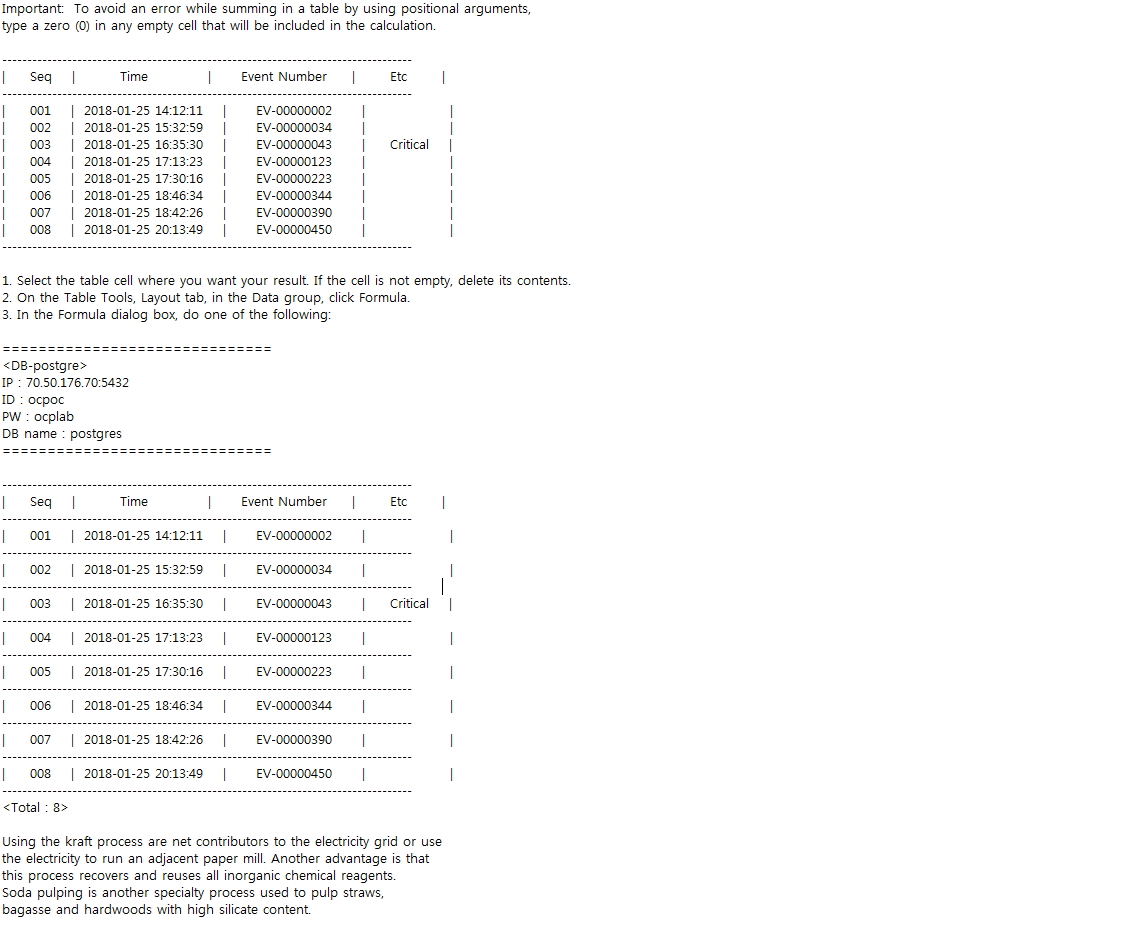 Important:  To avoid an error while summing in a table by using positional arguments,
type a zero (0) in any empty cell that will be included in the calculation.
----------------------------------------------------------------------------------
|      Seq     |            Time               |        Event Number       |         Etc         |
----------------------------------------------------------------------------------
|      001     |   2018-01-25 14:12:11     |        EV-00000002        |                      |
|      002     |   2018-01-25 15:32:59     |        EV-00000034        |                      |
|      003     |   2018-01-25 16:35:30     |        EV-00000043        |       Critical     |
|      004     |   2018-01-25 17:13:23     |        EV-00000123        |                      |
|      005     |   2018-01-25 17:30:16     |        EV-00000223        |                      |
|      006     |   2018-01-25 18:46:34     |        EV-00000344        |                      |
|      007     |   2018-01-25 18:42:26     |        EV-00000390        |                      |
|      008     |   2018-01-25 20:13:49     |        EV-00000450        |                      |
----------------------------------------------------------------------------------
1. Select the table cell where you want your result. If the cell is not empty, delete its contents.
2. On the Table Tools, Layout tab, in the Data group, click Formula.
3. In the Formula dialog box, do one of the following:
==============================
<DB-postgre>
IP : 70.50.176.70:5432
ID : ocpoc
PW : ocplab
DB name : postgres
==============================
----------------------------------------------------------------------------------
|      Seq     |            Time               |        Event Number       |         Etc         |
----------------------------------------------------------------------------------
|      001     |   2018-01-25 14:12:11     |        EV-00000002        |                      |
----------------------------------------------------------------------------------
|      002     |   2018-01-25 15:32:59     |        EV-00000034        |                      |
----------------------------------------------------------------------------------
|      003     |   2018-01-25 16:35:30     |        EV-00000043        |       Critical     |
----------------------------------------------------------------------------------
|      004     |   2018-01-25 17:13:23     |        EV-00000123        |                      |
----------------------------------------------------------------------------------
|      005     |   2018-01-25 17:30:16     |        EV-00000223        |                      |
----------------------------------------------------------------------------------
|      006     |   2018-01-25 18:46:34     |        EV-00000344        |                      |
----------------------------------------------------------------------------------
|      007     |   2018-01-25 18:42:26     |        EV-00000390        |                      |
----------------------------------------------------------------------------------
|      008     |   2018-01-25 20:13:49     |        EV-00000450        |                      |
----------------------------------------------------------------------------------
<Total : 8>
Using the kraft process are net contributors to the electricity grid or use
the electricity to run an adjacent paper mill. Another advantage is that
this process recovers and reuses all inorganic chemical reagents.
Soda pulping is another specialty process used to pulp straws,
bagasse and hardwoods with high silicate content.